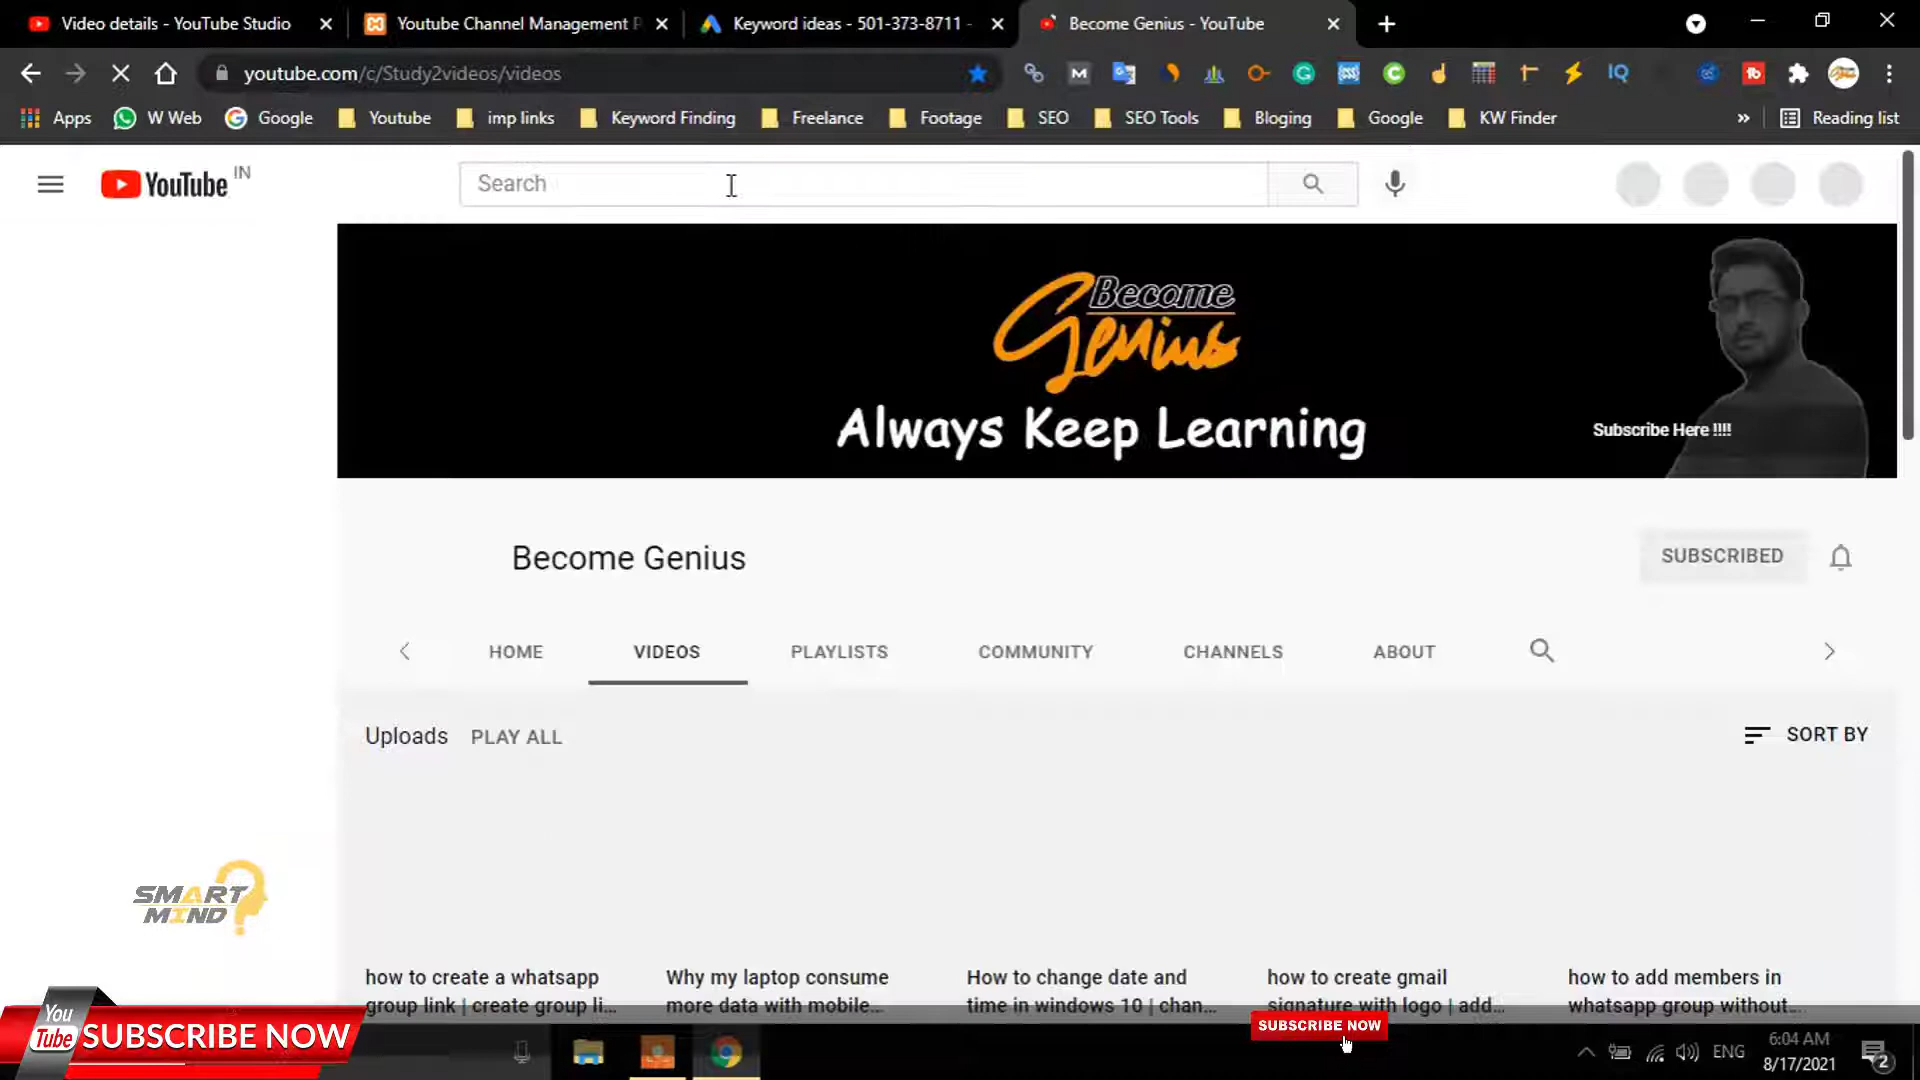 Video details - YouTube Studio
Youtube Channel Management P
Keyword ideas - 501-373-8711 -
Become Genius - YouTube
youtube.com/c/Study2videos/videos
Apps
W Web
Google
Youtube
imp links
Keyword Finding
Freelance
Footage
SEO
SEO Tools
Bloging
Google
KW Finder
Reading list
YouTube IN
Search
Become
Genius
Always Keep Learning
Subscribe Here !!!!
Become Genius
SUBSCRIBED
HOME
VIDEOS
PLAYLISTS
COMMUNITY
CHANNELS
ABOUT
Uploads
PLAY ALL
SORT BY
SMART
MIND
how to create a whatsapp
group link | create group li...
Why my laptop consume
more data with mobile...
How to change date and
time in windows 10 | chan...
how to create gmail
signature with logo | add...
how to add members in
whatsapp group without...
You
Tube
SUBSCRIBE NOW
SUBSCRIBE NOW
ENG
6:04 AM
8/17/2021
2